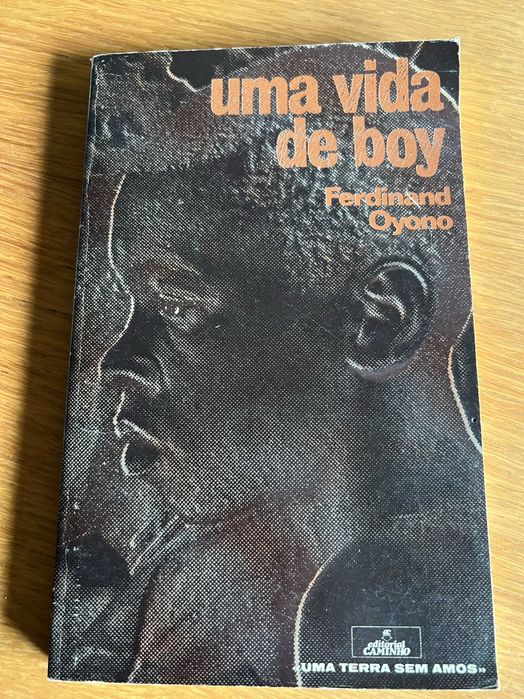 uma vida
de boy
Ferdinand
Oyono
editorial
CAMINHO
«UMA TERRA SEM AMOS»